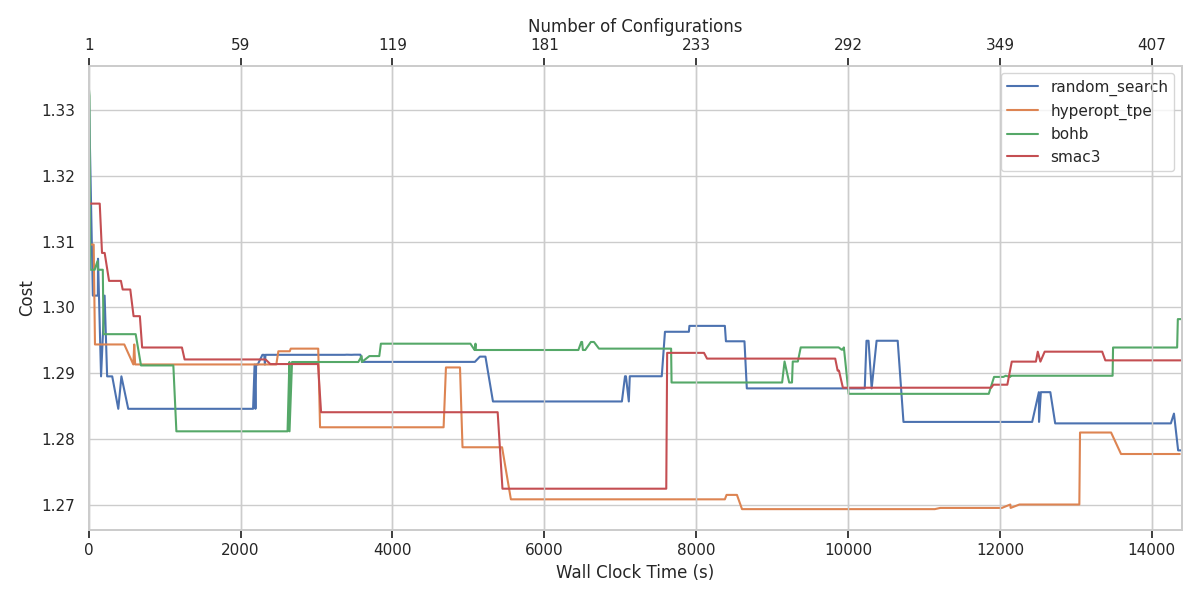 Number of Configurations
1 59 119 181 233 292 349 407
random_search
hyperopt_tpe
bohb
smac3
1.33
1.32
1.31
1.30
1.29
1.28
1.27
Cost
0 2000 4000 6000 8000 10000 12000 14000
Wall Clock Time (s)